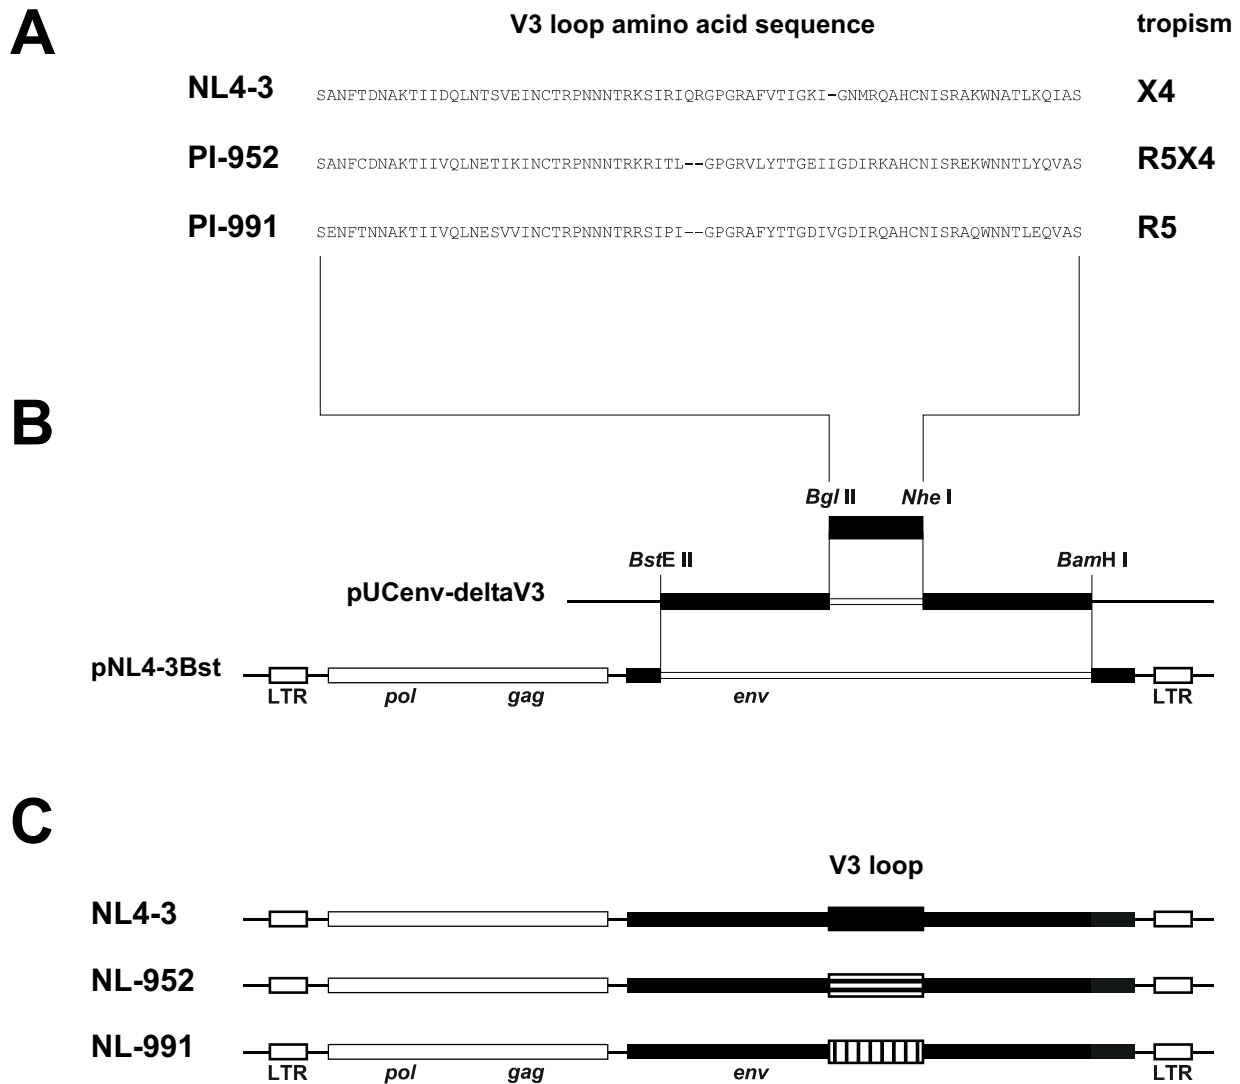 A
V3 loop amino acid sequence tropism
NL4-3 SANFTDNAKTIIDQLNTSVEINCTRPNNNTRKSIRIQRGPGRAFVTIGKI-GNMRQAHCNISRAKWNATLKQIAS X4
PI-952 SANFCDNAKTIIVQLNETIKINCTRPNNNTRKRITL--GPGRVLYTTGEIIGDIRKAHCNISREKWNNTLYQVAS R5X4
PI-991 SENFTNNAKTIIVQLNESVVINCTRPNNNTRRSIPI--GPGRAFYTTGDIVGDIRQAHCNISRAQWNNTLEQVAS R5
B
Bgl II Nhe I
BstE II BamH I
pUCenv-deltaV3
pNL4-3Bst
LTR pol gag env LTR
C
V3 loop
NL4-3
NL-952
NL-991
LTR pol gag env LTR